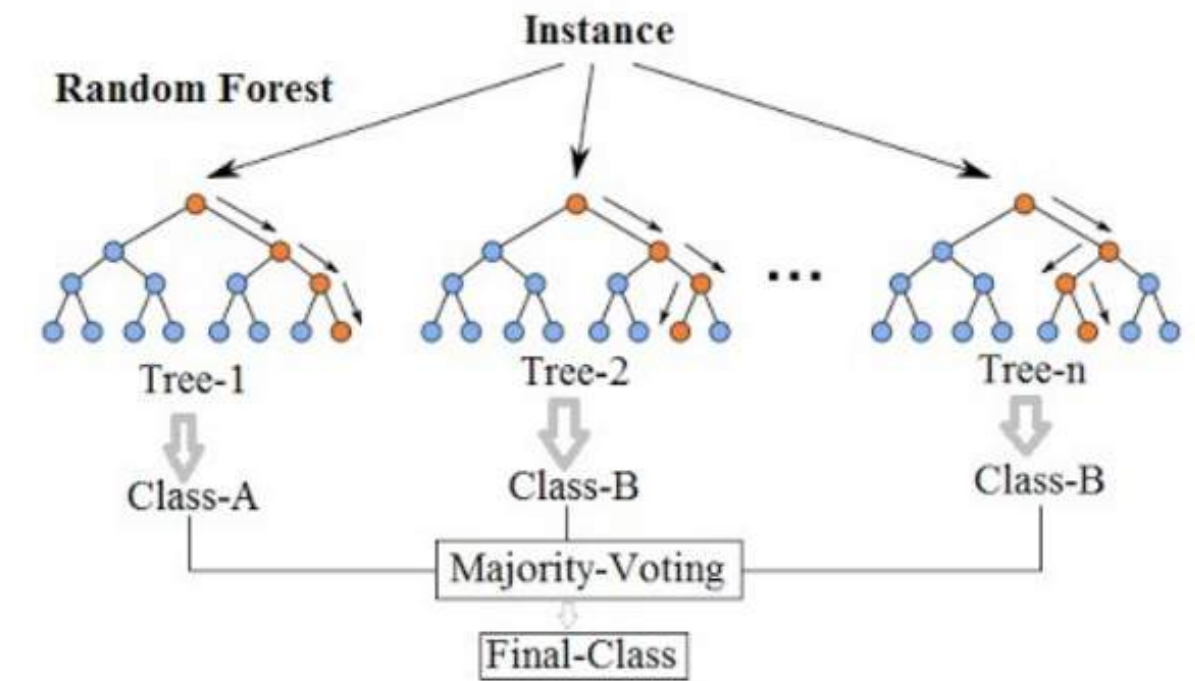 Instance
Random Forest
...
Tree-1
Tree-2
Tree-n
Class-A
Class-B
Class-B
Majority-Voting
Final-Class